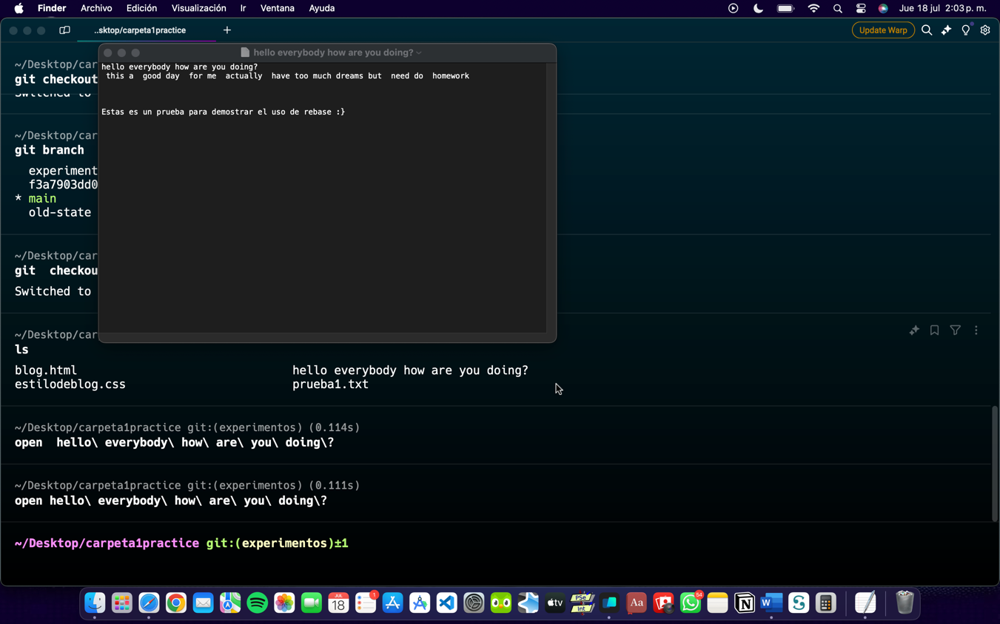 Finder Archivo Edición Visualización Ir Ventana Ayuda Jue 18 jul 2:03 p. m.
..sktop/carpeta1practice + Update Warp
hello everybody how are you doing?
hello everybody how are you doing?
this a good day for me actually have too much dreams but need do homework
Estas es un prueba para demostrar el uso de rebase :}
~/Desktop/car
git checkout
Switched to
~/Desktop/car
git branch
experiment
f3a7903dd0
* main
old-state
~/Desktop/car
git checkou
Switched to
~/Desktop/car
ls
blog.html hello everybody how are you doing?
estilodeblog.css prueba1.txt
~/Desktop/carpeta1practice git:(experimentos) (0.114s)
open hello\ everybody\ how\ are\ you\ doing\?
~/Desktop/carpeta1practice git:(experimentos) (0.111s)
open hello\ everybody\ how\ are\ you\ doing\?
~/Desktop/carpeta1practice git:(experimentos)±1
JUL
18
1
tv
PSe
Int
Aa
54
N
W
S